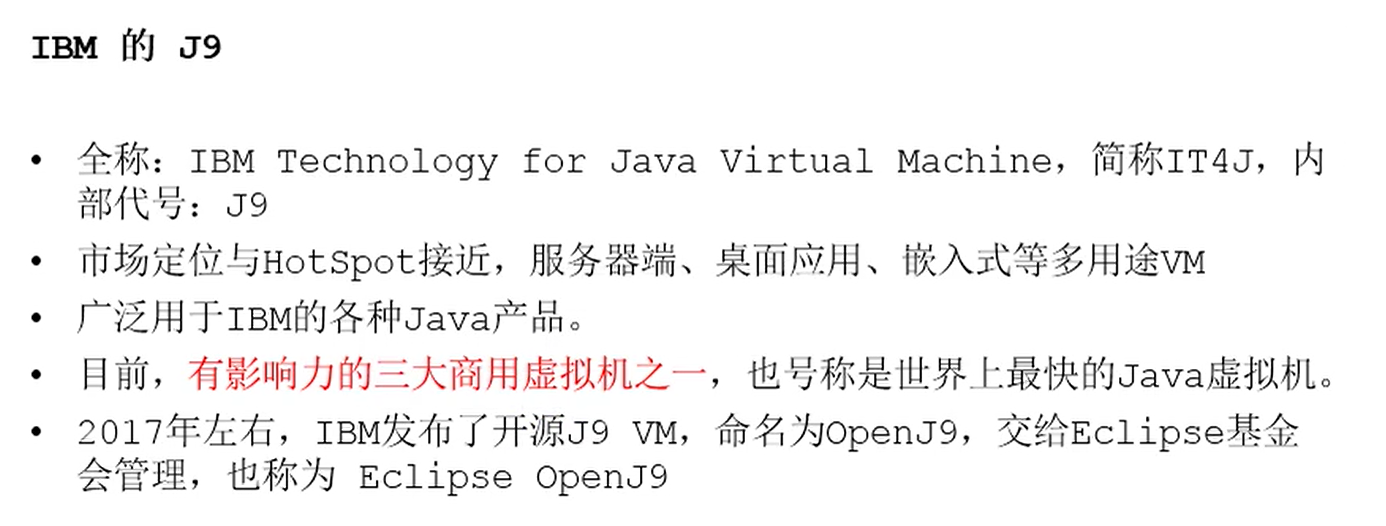 IBM 的 J9
• 全称：IBM Technology for Java Virtual Machine，简称IT4J，内
部代号：J9
• 市场定位与HotSpot接近，服务器端、桌面应用、嵌入式等多用途VM
• 广泛用于IBM的各种Java产品。
• 目前，有影响力的三大商用虚拟机之一，也号称是世界上最快的Java虚拟机。
• 2017年左右，IBM发布了开源J9 VM，命名为OpenJ9，交给Eclipse基金
会管理，也称为 Eclipse OpenJ9